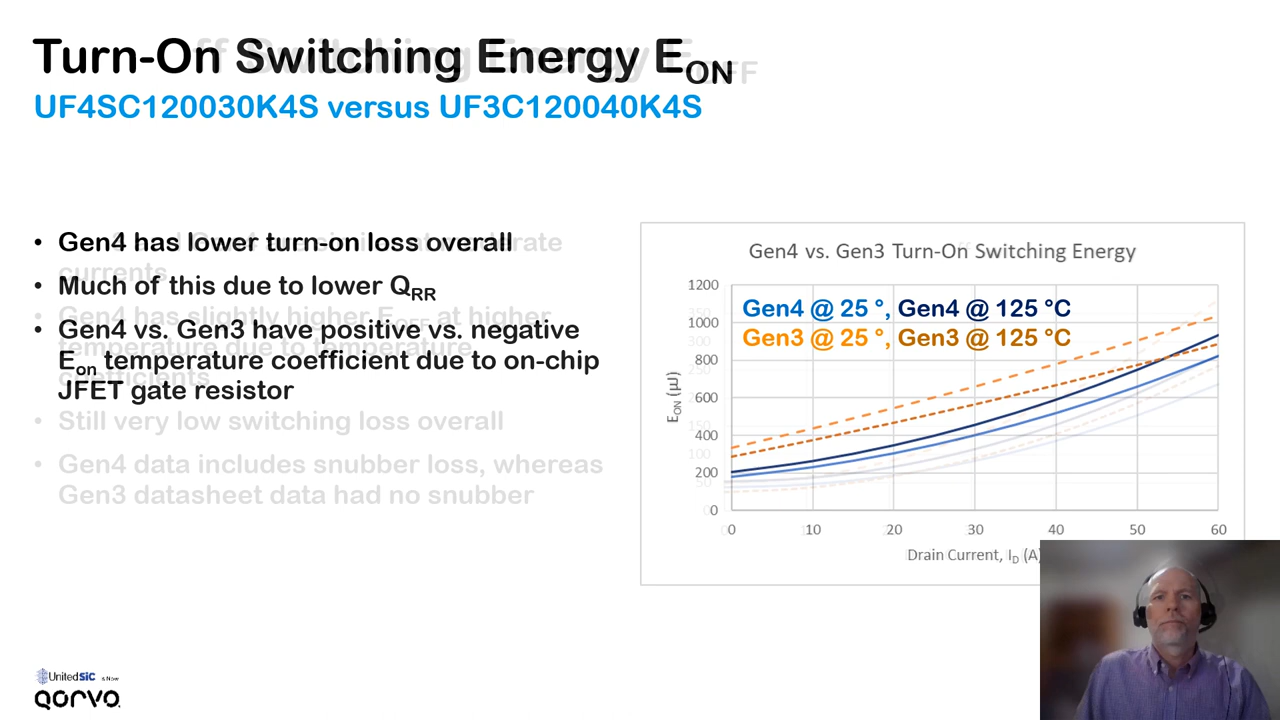 Turn-On Switching Energy EON
UF4SC120030K4S versus UF3C120040K4S
• Gen4 has lower turn-on loss overall
• Much of this due to lower QRR
• Gen4 vs. Gen3 have positive vs. negative
Eon temperature coefficient due to on-chip
JFET gate resistor
• Still very low switching loss overall
• Gen4 data includes snubber loss, whereas
Gen3 datasheet data had no snubber
Gen4 vs. Gen3 Turn-On Switching Energy
Gen4 @ 25 °, Gen4 @ 125 °C
Gen3 @ 25 °, Gen3 @ 125 °C
EON (µJ)
1200
1000
800
600
400
200
0
0 10 20 30 40 50 60
Drain Current, ID (A)
UnitedSiC is Now
QORVO